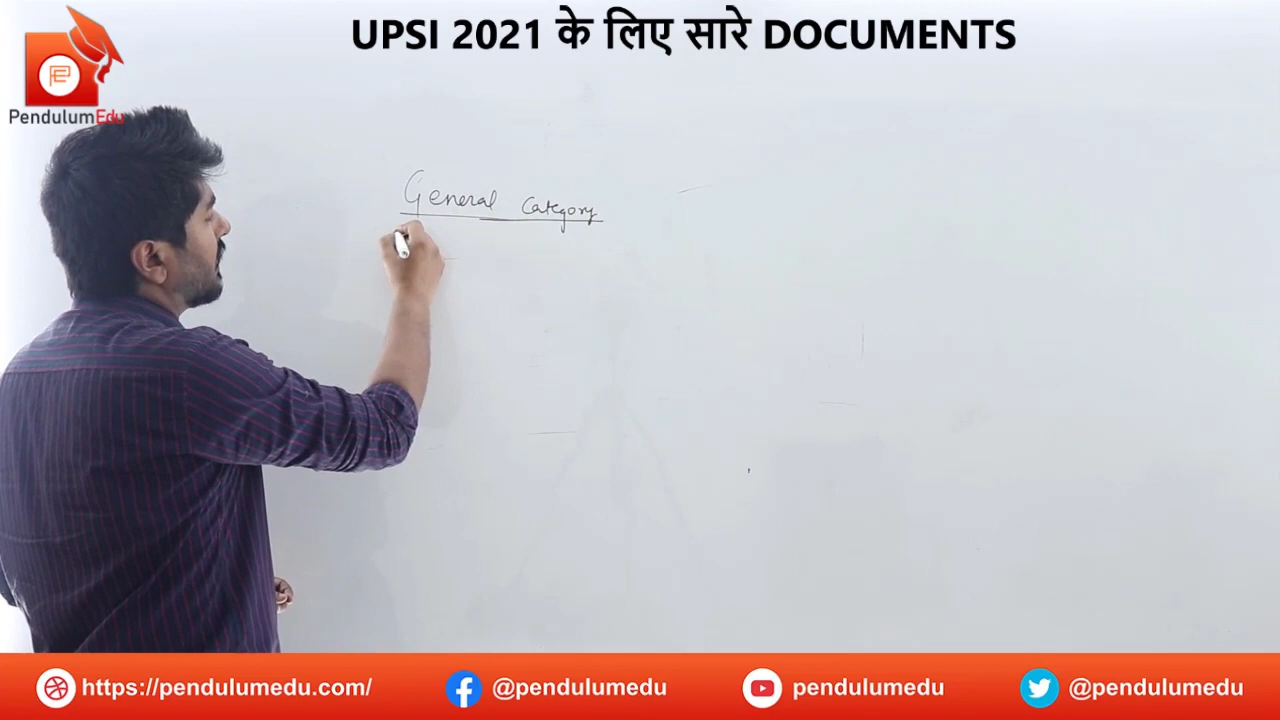 UPSI 2021 के लिए सारे DOCUMENTS
PendulumEdu
General Category
https://pendulumedu.com/
@pendulumedu
pendulumedu
@pendulumedu